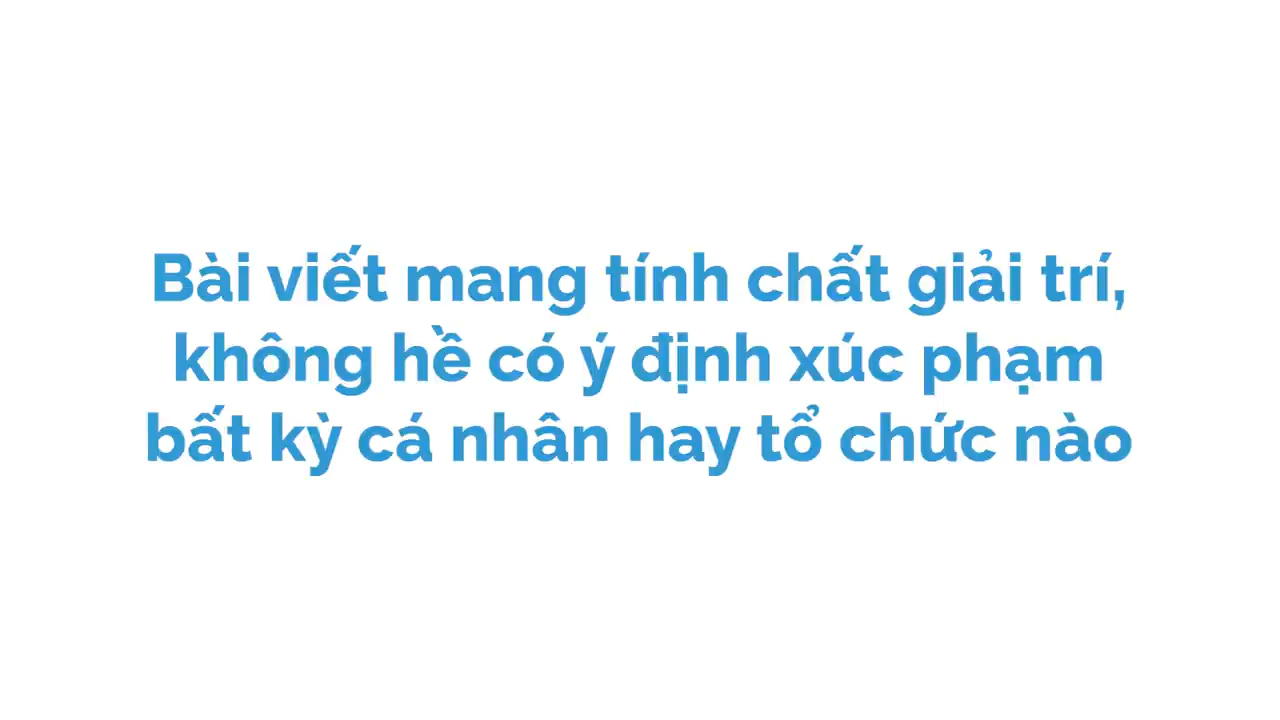 Bài viết mang tính chất giải trí,
không hề có ý định xúc phạm
bất kỳ cá nhân hay tổ chức nào